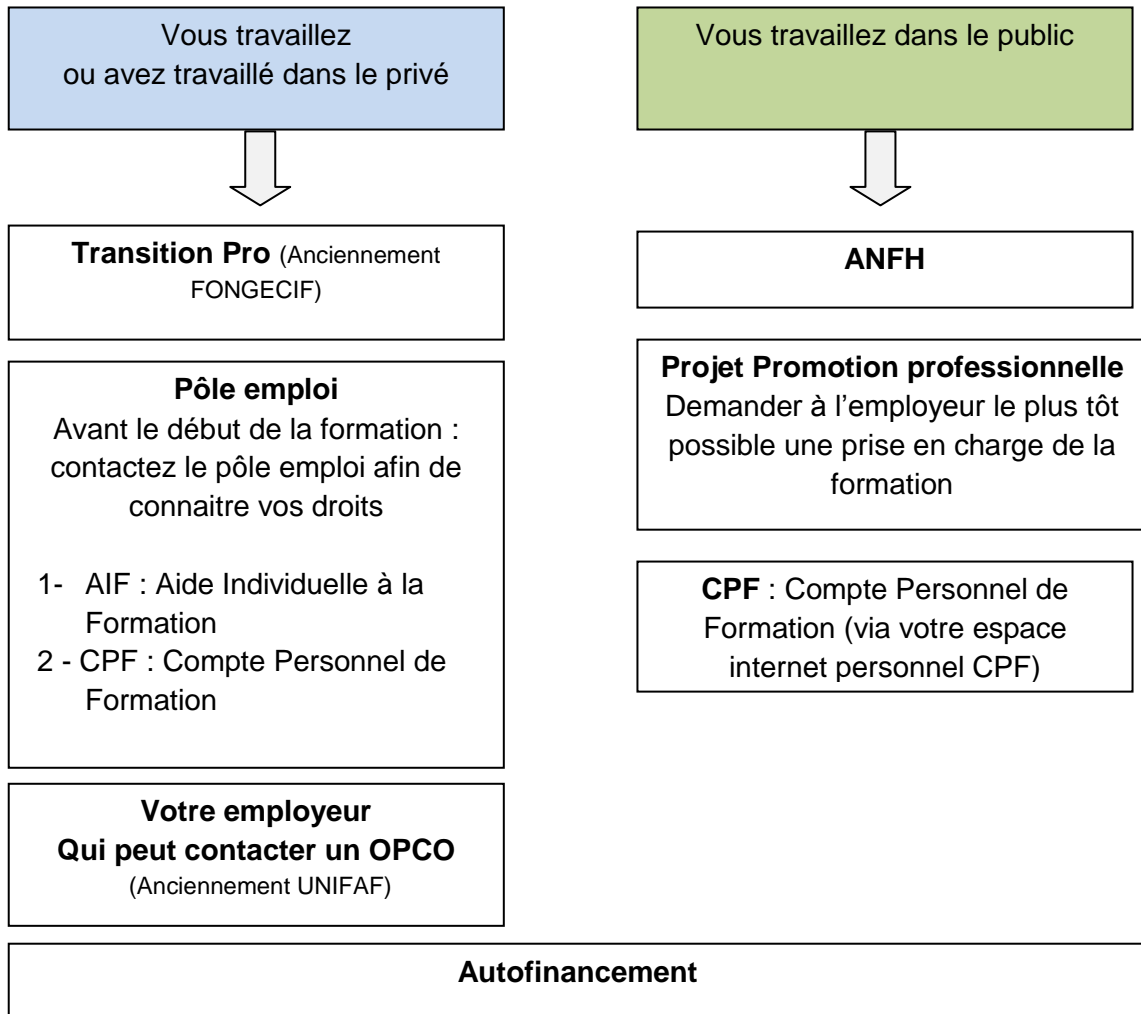 Vous travaillez
ou avez travaillé dans le privé
Transition Pro (Anciennement
FONGECIF)
Pôle emploi
Avant le début de la formation :
contactez le pôle emploi afin de
connaitre vos droits
1- AIF : Aide Individuelle à la
Formation
2 - CPF : Compte Personnel de
Formation
Votre employeur
Qui peut contacter un OPCO
(Anciennement UNIFAF)
Vous travaillez dans le public
ANFH
Projet Promotion professionnelle
Demander à l’employeur le plus tôt
possible une prise en charge de la
formation
CPF : Compte Personnel de
Formation (via votre espace
internet personnel CPF)
Autofinancement